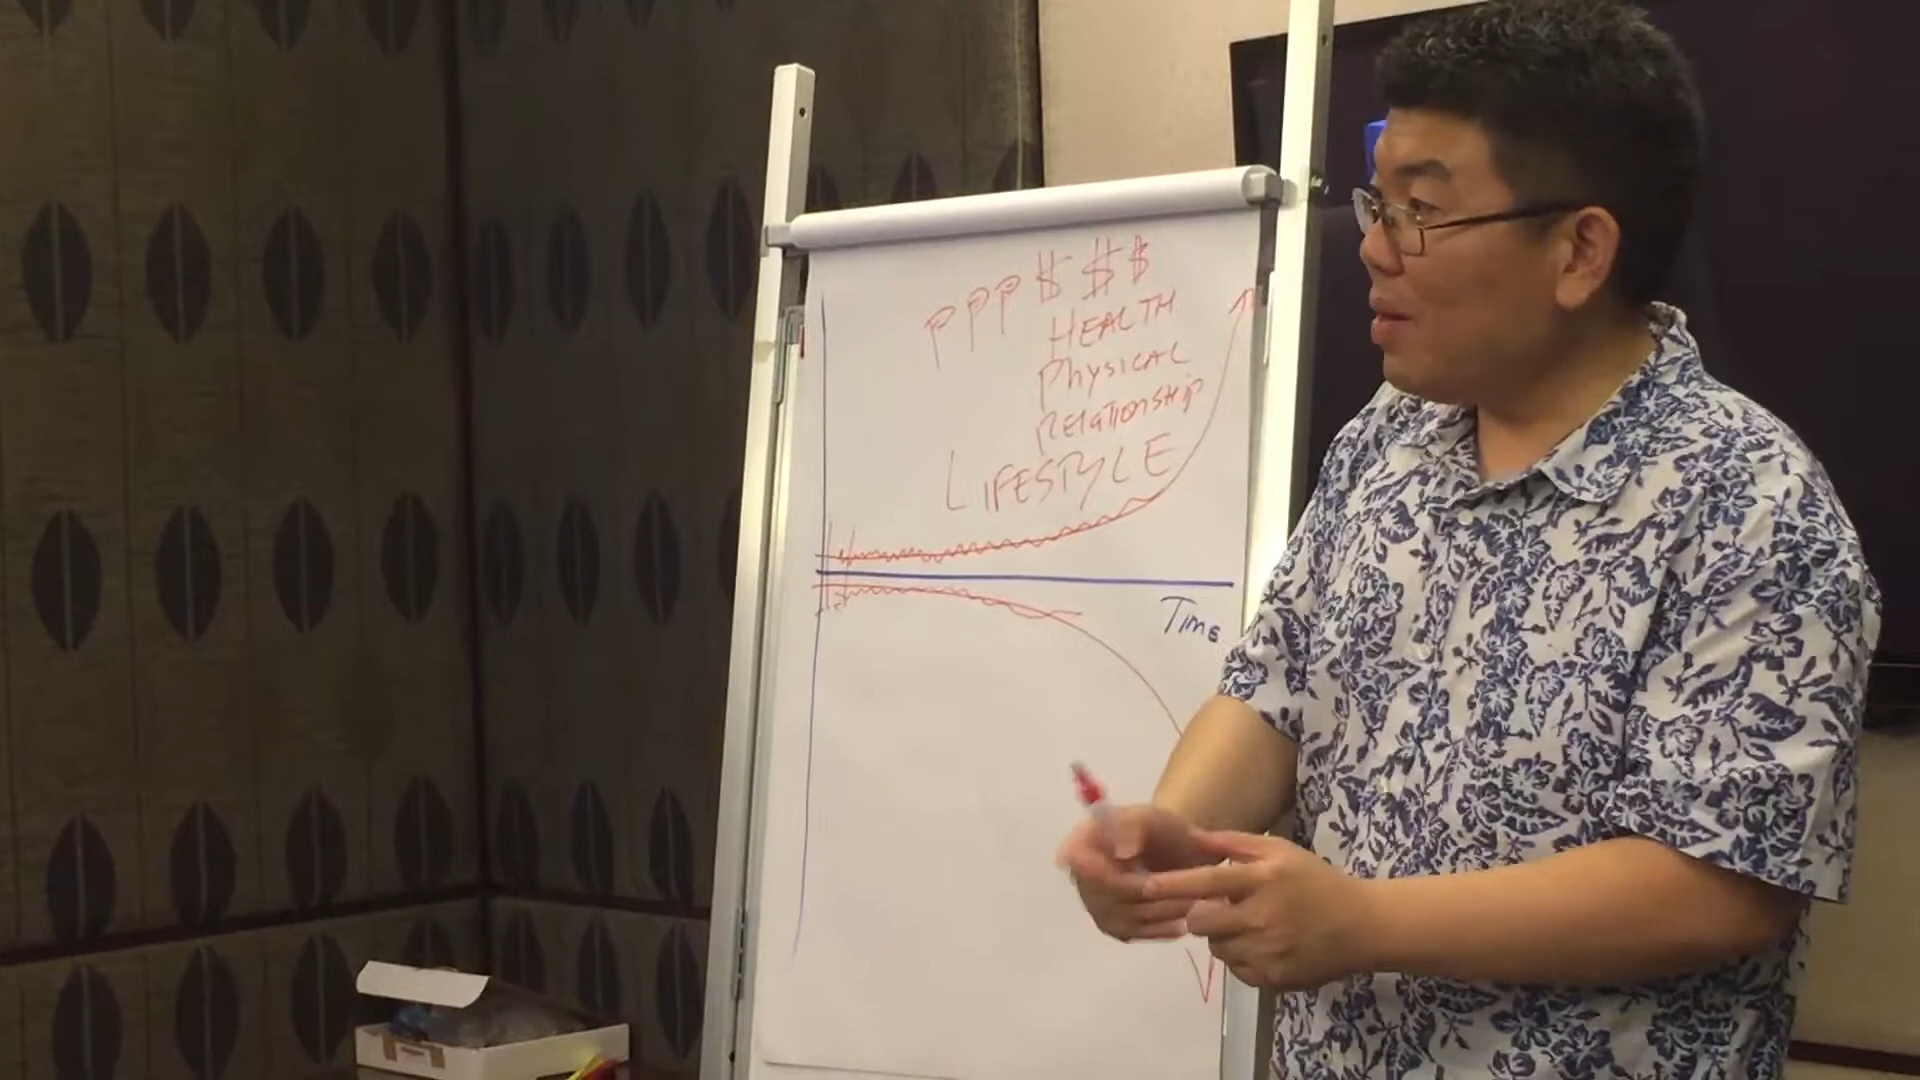 PPP $ $ $
HEALTH
PHYSICAL
RELATIONSHIP
LIFESTYLE
TIME